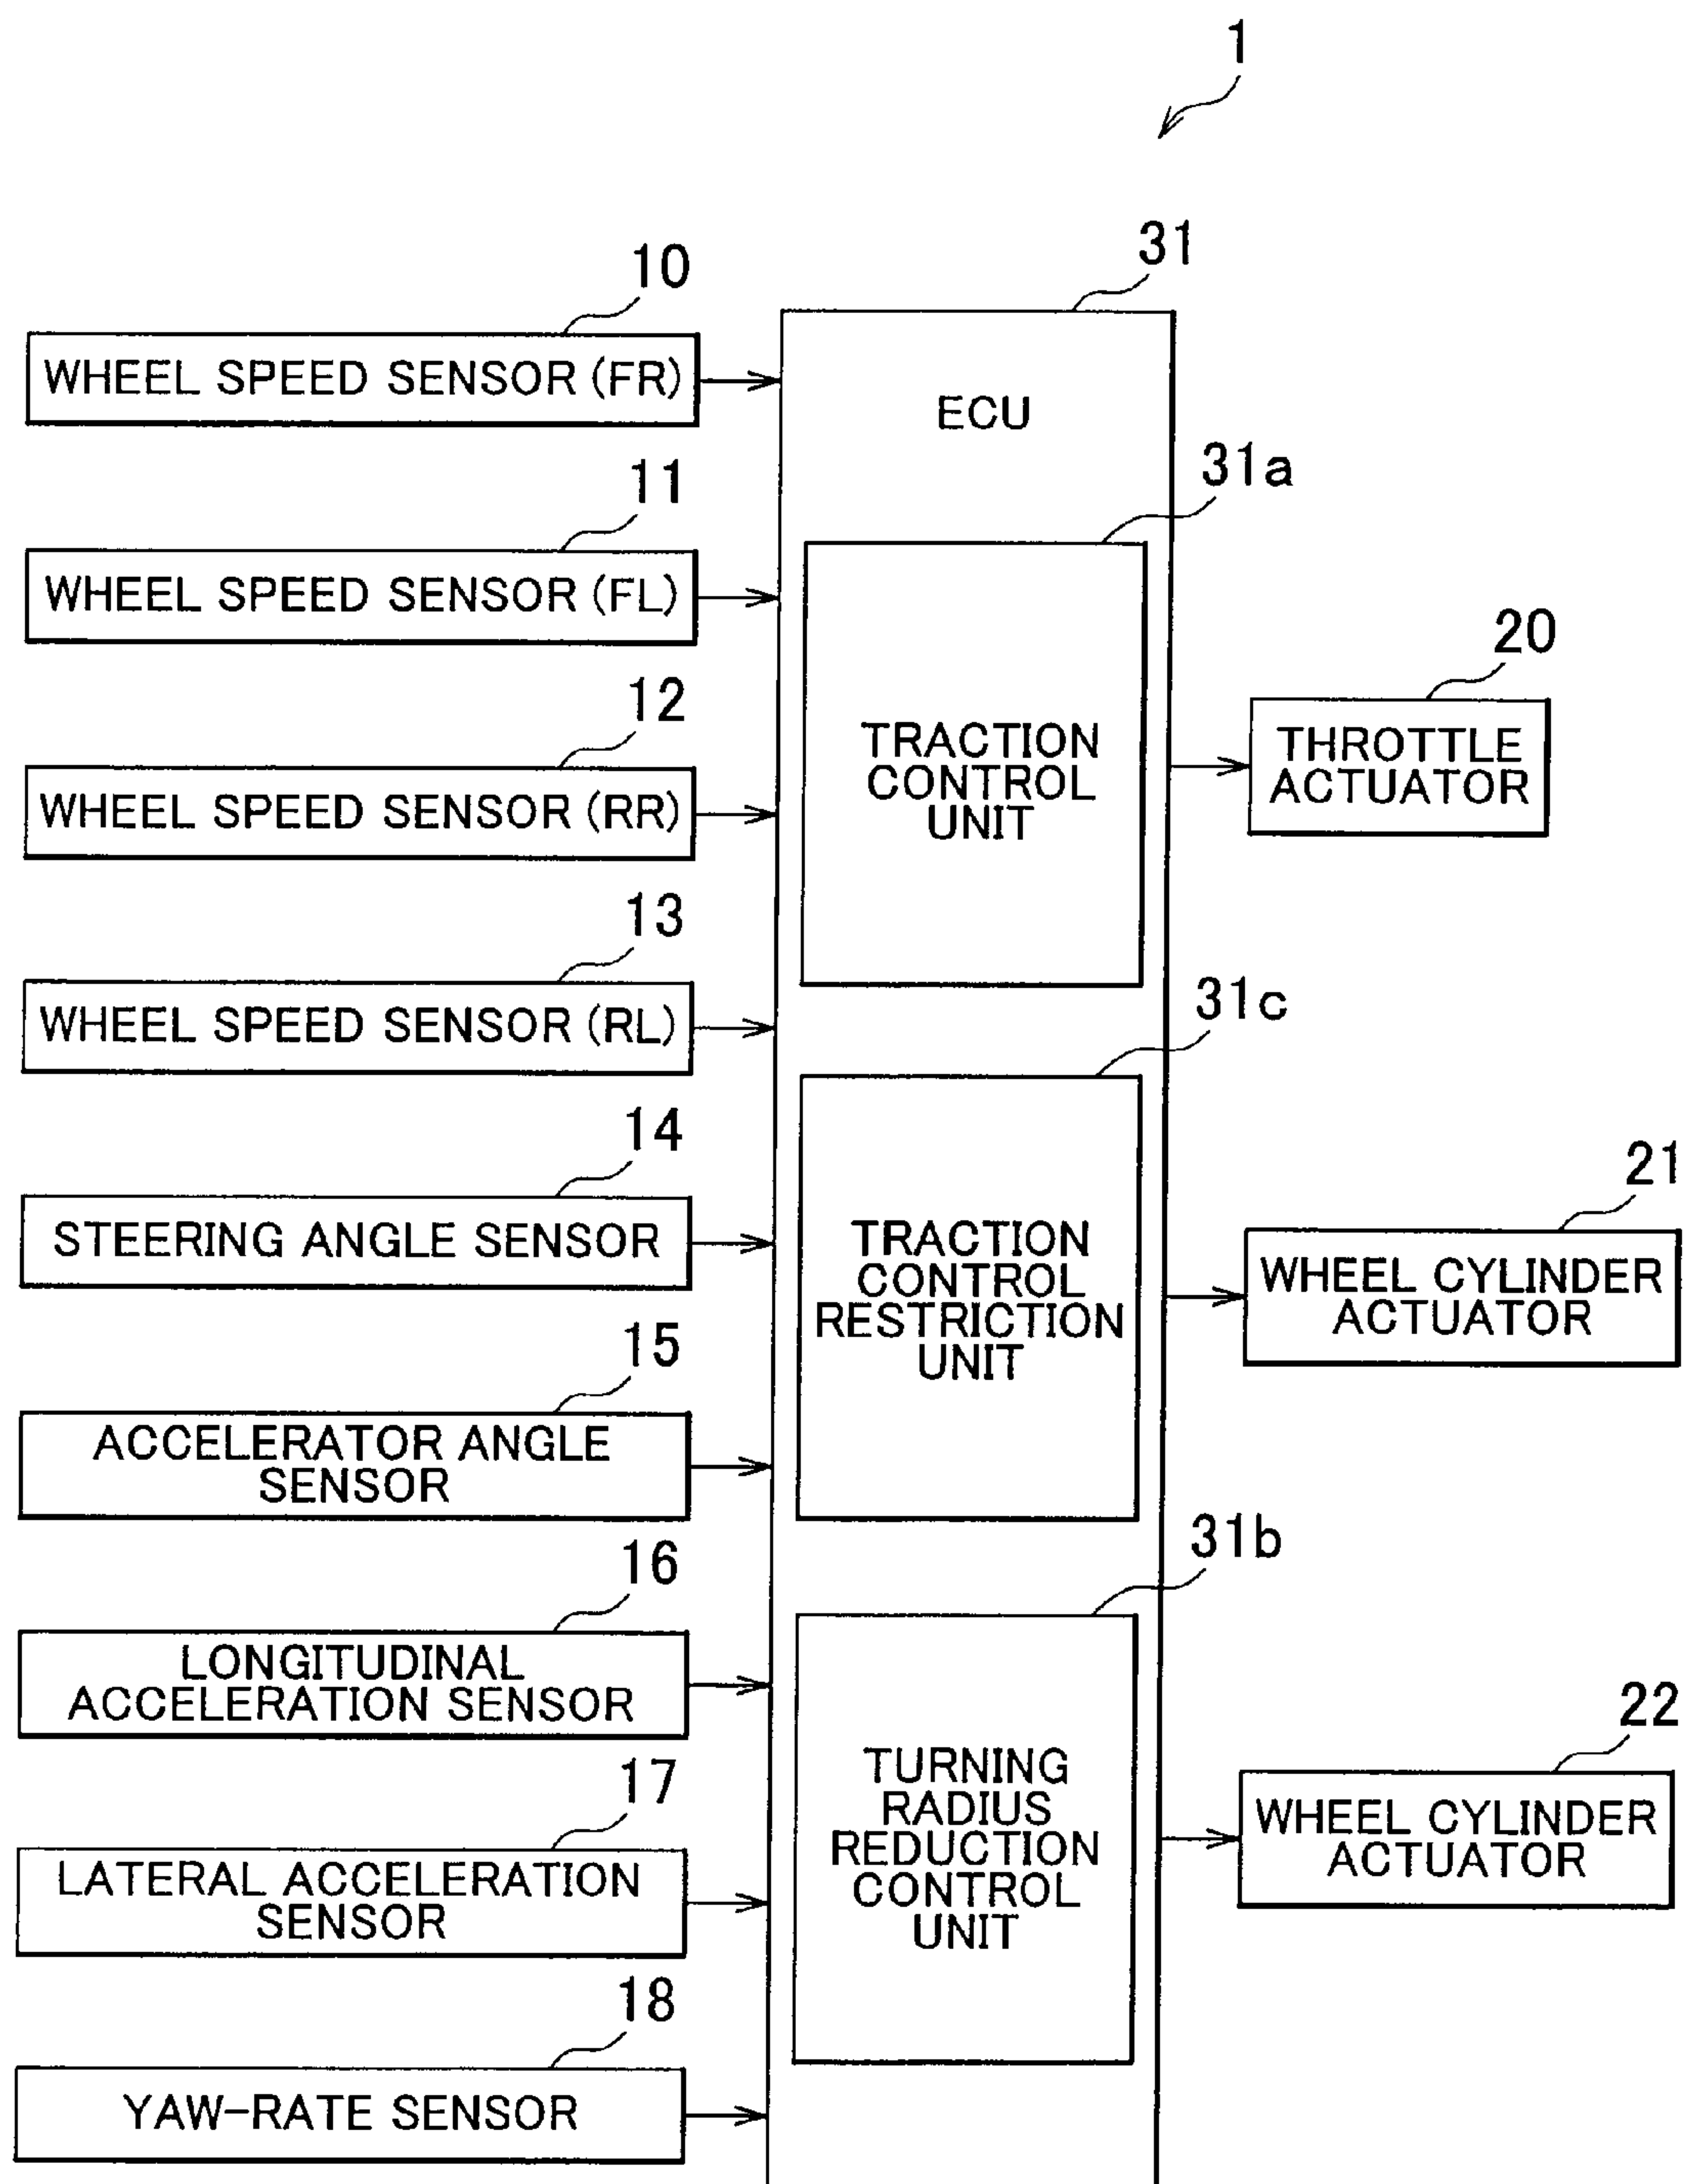 1
31
10
WHEEL SPEED SENSOR (FR)
ECU
31a
11
WHEEL SPEED SENSOR (FL)
TRACTION
CONTROL
UNIT
20
THROTTLE
ACTUATOR
12
WHEEL SPEED SENSOR (RR)
13
WHEEL SPEED SENSOR (RL)
31c
14
STEERING ANGLE SENSOR
TRACTION
CONTROL
RESTRICTION
UNIT
21
WHEEL CYLINDER
ACTUATOR
15
ACCELERATOR ANGLE
SENSOR
31b
16
LONGITUDINAL
ACCELERATION SENSOR
22
WHEEL CYLINDER
ACTUATOR
TURNING
RADIUS
REDUCTION
CONTROL
UNIT
17
LATERAL ACCELERATION
SENSOR
18
YAW-RATE SENSOR